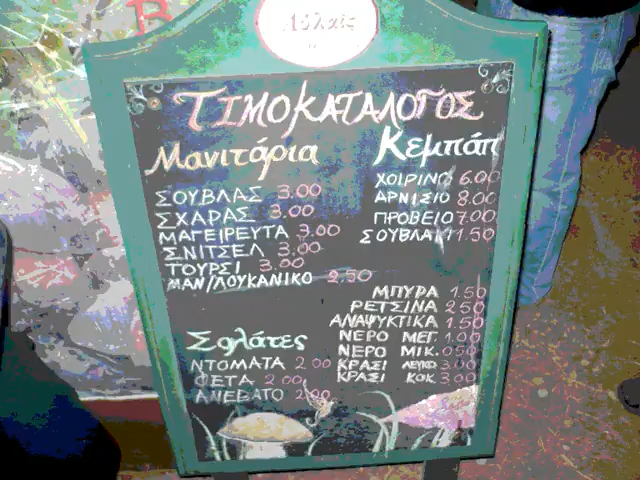 Αυλαίς
ΤΙΜΟΚΑΤΑΛΟΓΟΣ
Μανιτάρια
ΣΟΥΒΛΑΣ 3.00
ΣΧΑΡΑΣ 3.00
ΜΑΓΕΙΡΕΥΤΑ 3.00
ΣΝΙΤΣΕΛ 3.00
ΤΟΥΡΣΙ 3.00
ΜΑΝ/ΛΟΥΚΑΝΙΚΟ 2.50
Σαλάτες
ΝΤΟΜΑΤΑ 2.00
ΦΕΤΑ 2.00
ΑΝΕΒΑΤΟ 2.00
Κεμπάπ
ΧΟΙΡΙΝΟ 6.00
ΑΡΝΙΣΙΟ 8.00
ΠΡΟΒΕΙΟ 7.00
ΣΟΥΒΛΑΚΙ 1.50
ΜΠΥΡΑ 1.50
ΡΕΤΣΙΝΑ 2.50
ΑΝΑΨΥΚΤΙΚΑ 1.50
ΝΕΡΟ ΜΕΓ. 1.00
ΝΕΡΟ ΜΙΚ. 0.50
ΚΡΑΣΙ ΛΕΥΚΟ 3.00
ΚΡΑΣΙ ΚΟΚ. 3.00